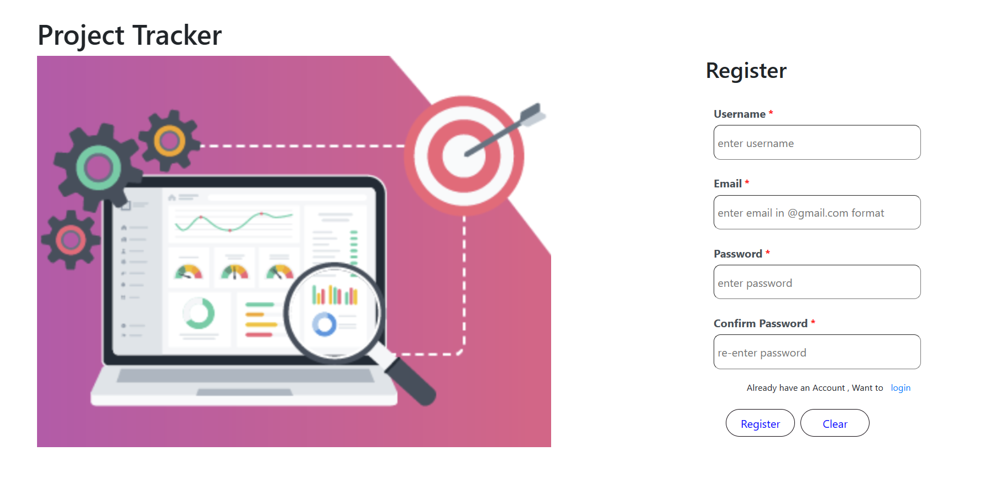 Project Tracker
Register
Username *
enter username
Email *
enter email in @gmail.com format
Password *
enter password
Confirm Password *
re-enter password
Already have an Account , Want to login
Register Clear